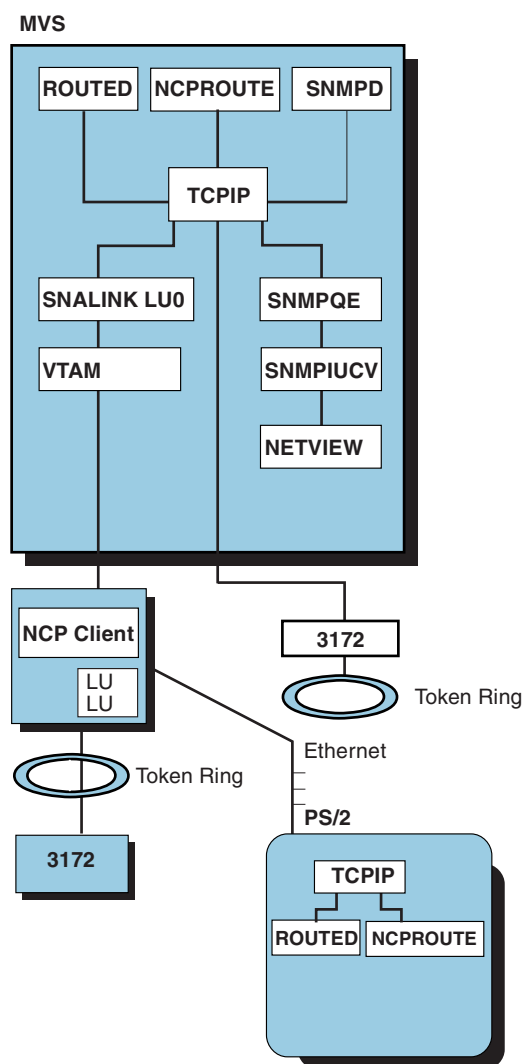 MVS
ROUTED
NCPROUTE
SNMPD
TCPIP
SNALINK LU0
SNMPQE
VTAM
SNMPIUCV
NETVIEW
NCP Client
LU
LU
3172
Token Ring
Ethernet
Token Ring
PS/2
3172
TCPIP
ROUTED
NCPROUTE